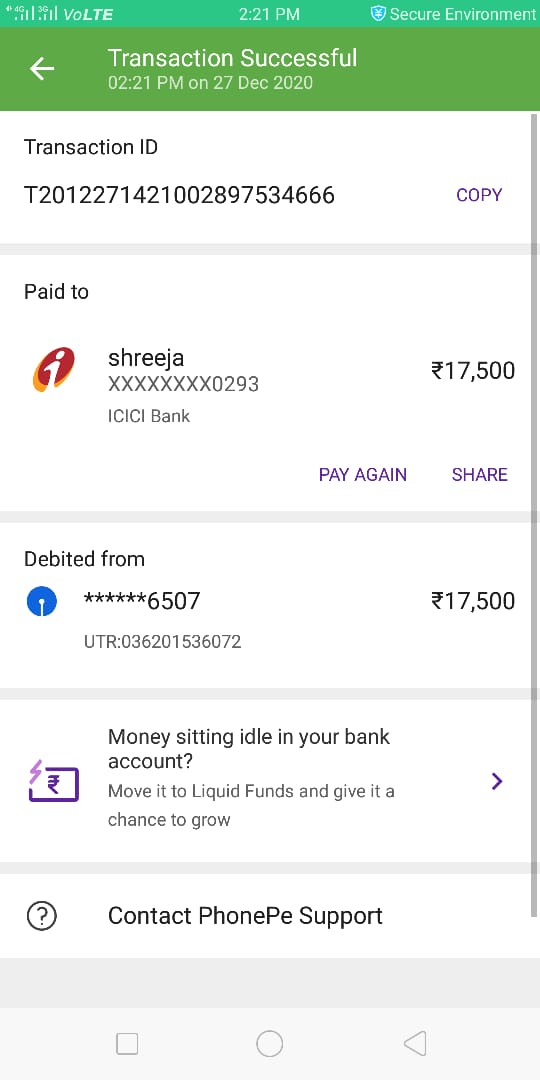 4G 3G VoLTE 2:21 PM Secure Environment
Transaction Successful
02:21 PM on 27 Dec 2020
Transaction ID
T2012271421002897534666 COPY
Paid to
shreeja
XXXXXXXX0293 ₹17,500
ICICI Bank
PAY AGAIN SHARE
Debited from
******6507 ₹17,500
UTR:036201536072
Money sitting idle in your bank
account?
Move it to Liquid Funds and give it a
chance to grow
Contact PhonePe Support